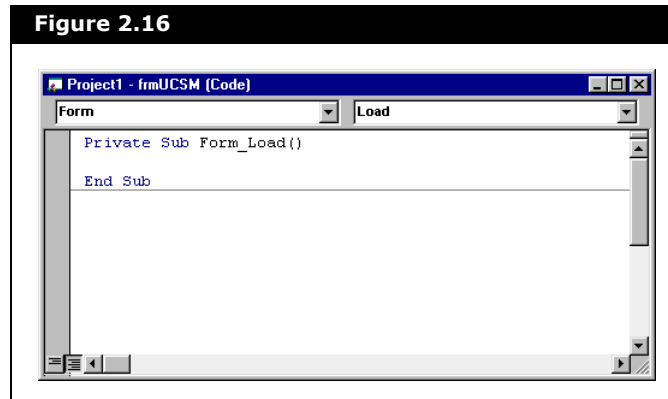 Figure 2.16
Project1 - frmUCSM (Code)
Form Load
Private Sub Form_Load()
End Sub